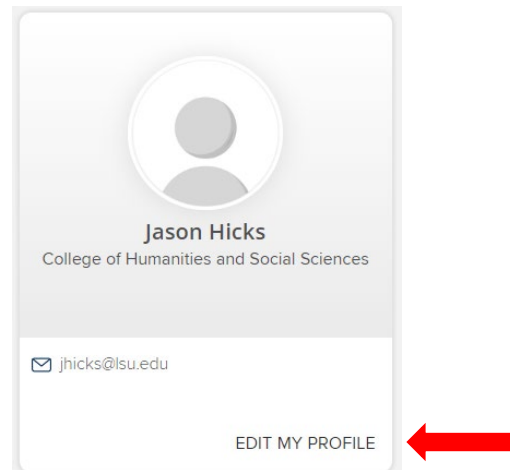 Jason Hicks
College of Humanities and Social Sciences
jhicks@lsu.edu
EDIT MY PROFILE